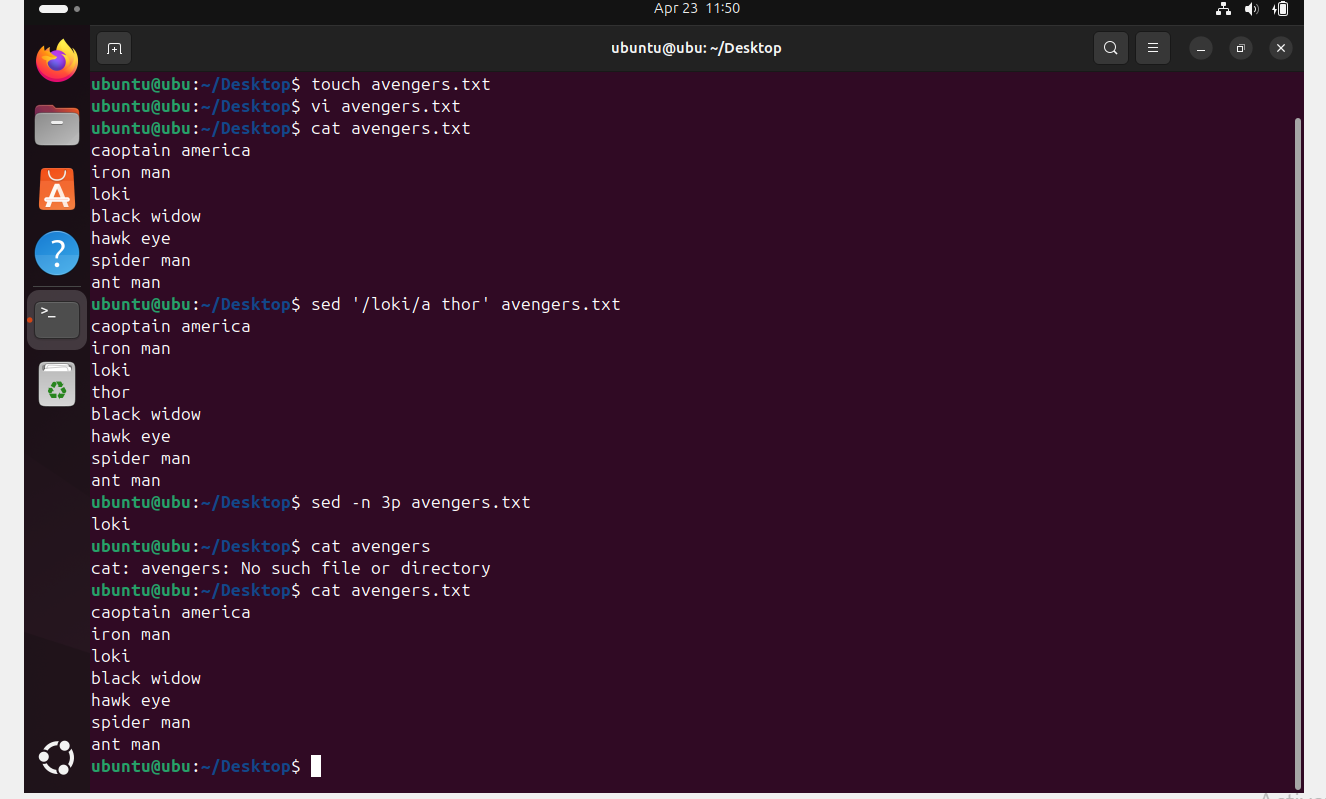 Apr 23 11:50
ubuntu@ubu: ~/Desktop
ubuntu@ubu:~/Desktop$ touch avengers.txt
ubuntu@ubu:~/Desktop$ vi avengers.txt
ubuntu@ubu:~/Desktop$ cat avengers.txt
caoptain america
iron man
loki
black widow
hawk eye
spider man
ant man
ubuntu@ubu:~/Desktop$ sed '/loki/a thor' avengers.txt
caoptain america
iron man
loki
thor
black widow
hawk eye
spider man
ant man
ubuntu@ubu:~/Desktop$ sed -n 3p avengers.txt
loki
ubuntu@ubu:~/Desktop$ cat avengers
cat: avengers: No such file or directory
ubuntu@ubu:~/Desktop$ cat avengers.txt
caoptain america
iron man
loki
black widow
hawk eye
spider man
ant man
ubuntu@ubu:~/Desktop$